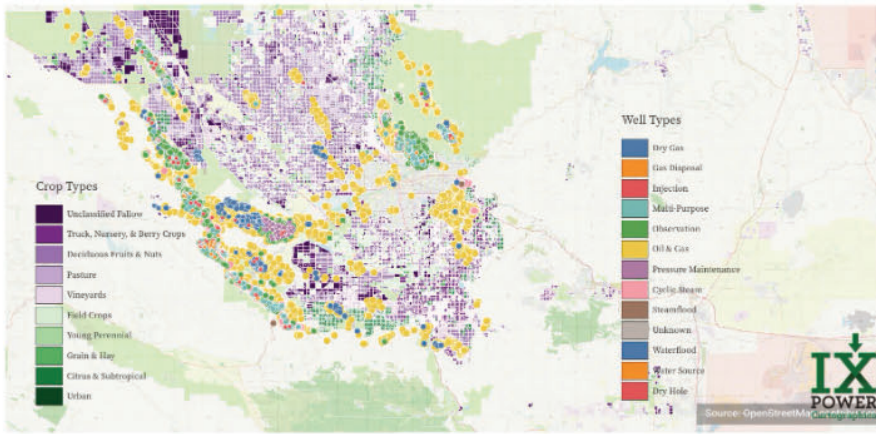 Crop Types
Unclassified Fallow
Truck, Nursery, & Berry Crops
Deciduous Fruits & Nuts
Pasture
Vineyards
Field Crops
Young Perennial
Grain & Hay
Citrus & Subtropical
Urban
Well Types
Dry Gas
Gas Disposal
Injection
Multi-Purpose
Observation
Oil & Gas
Pressure Maintenance
Cyclic Steam
Steamflood
Unknown
Waterflood
Water Source
Dry Hole
IX
POWER
Cartographics
Source: OpenStreetMap